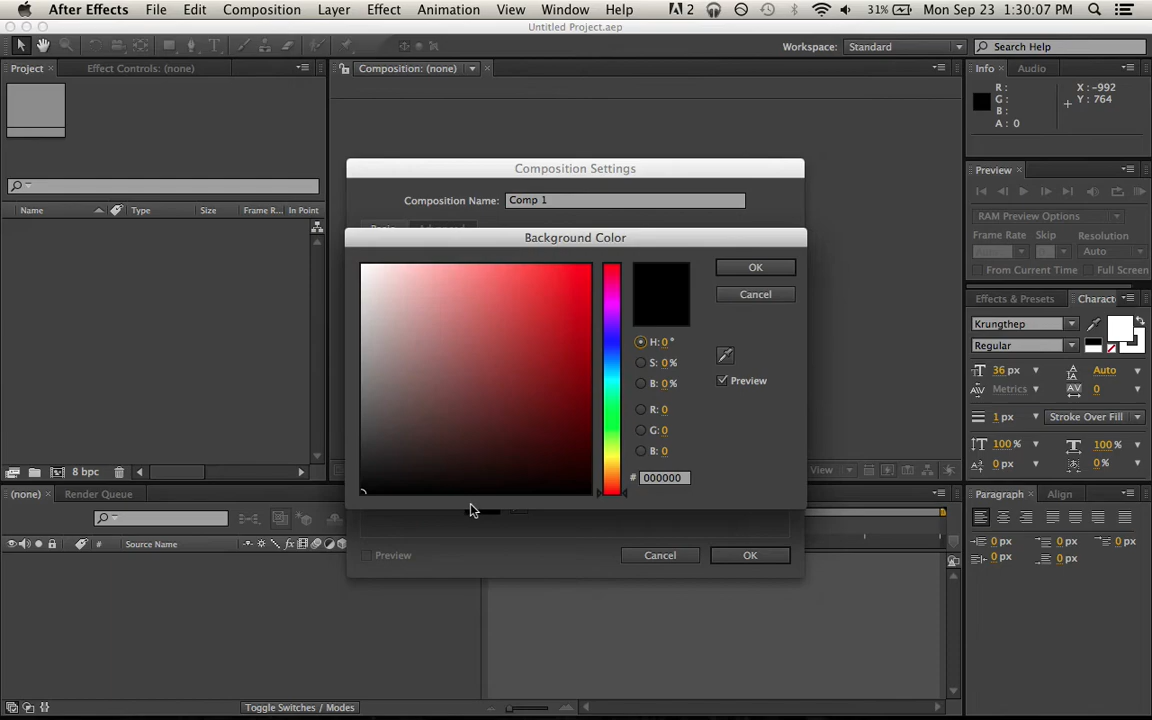 After Effects File Edit Composition Layer Effect Animation View Window Help 2 31% Mon Sep 23 1:30:07 PM
Untitled Project.aep
Workspace: Standard Search Help
Project Effect Controls: (none) Composition: (none) Info Audio
R: X: -992
G: Y: 764
B:
A: 0
Composition Settings
Preview
Composition Name: Comp 1
Name Type Size Frame R... In Point
RAM Preview Options
Frame Rate Skip Resolution
Auto Auto
Background Color
OK
From Current Time Full Screen
Cancel
Effects & Presets Charact
Krungthep
H: 0 °
Regular
S: 0 %
36 px Auto
Preview
B: 0 %
Metrics 0
R: 0
1 px Stroke Over Fill
G: 0
100 % 100 %
B: 0
0 px 0 %
8 bpc
View
# 000000
(none) Render Queue
Paragraph Align
# Source Name
0 px 0 px 0 px
Preview Cancel OK
0 px 0 px
Toggle Switches / Modes